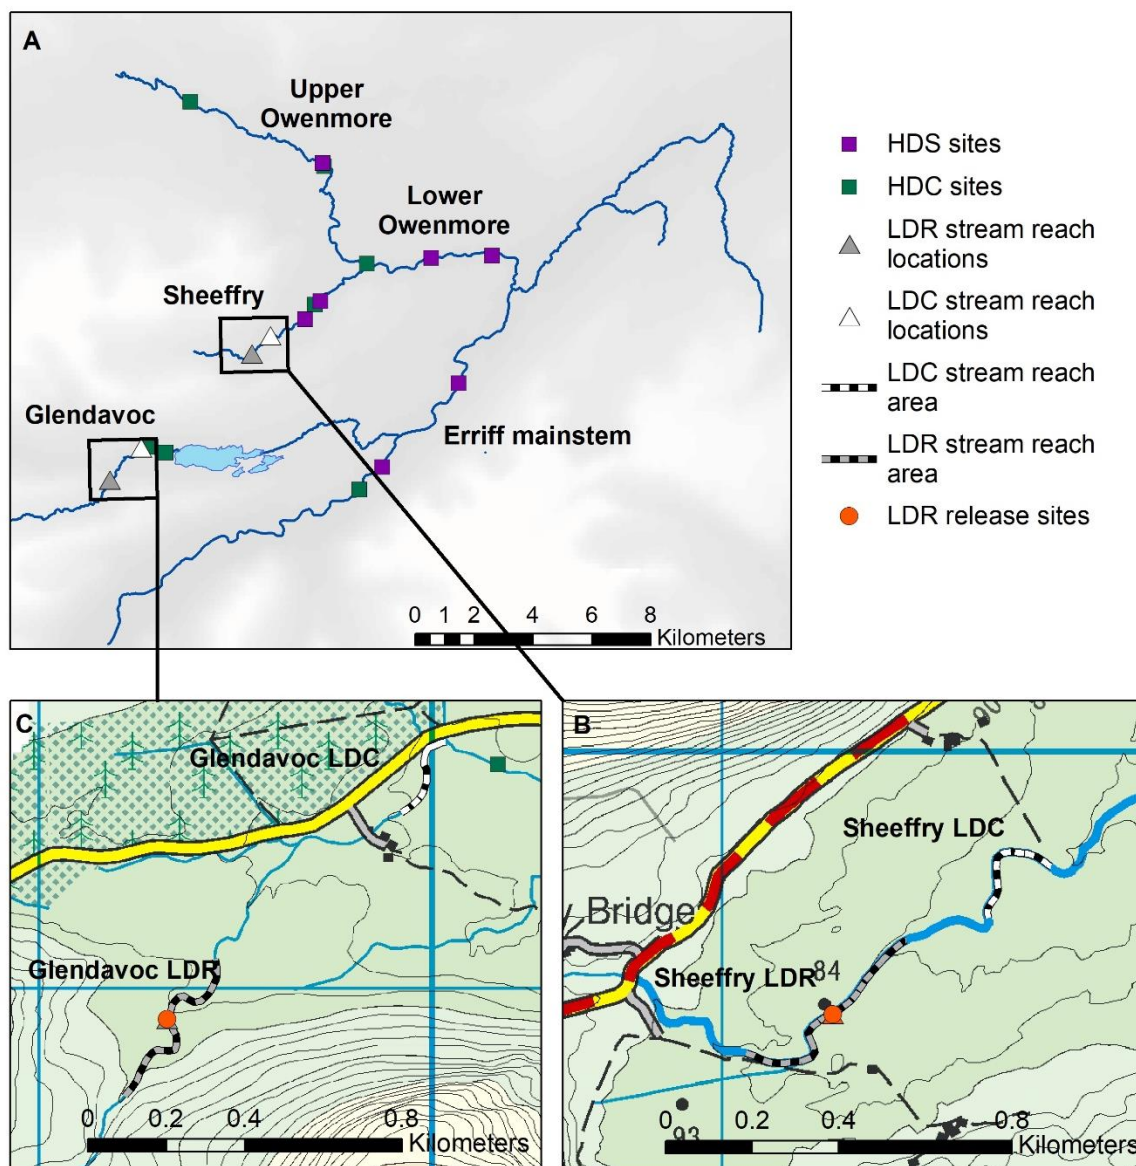 A
Upper
Owenmore
Lower
Owenmore
Sheeffry
Glendavoc
Erriff mainstem
0 1 2 4 6 8
Kilometers
HDS sites
HDC sites
LDR stream reach
locations
LDC stream reach
locations
LDC stream reach
area
LDR stream reach
area
LDR release sites
C
Glendavoc LDC
Glendavoc LDR
0 0.2 0.4 0.8
Kilometers
B
90
Sheeffry LDC
Bridge
Sheeffry LDR
84
93
0 0.2 0.4 0.8
Kilometers